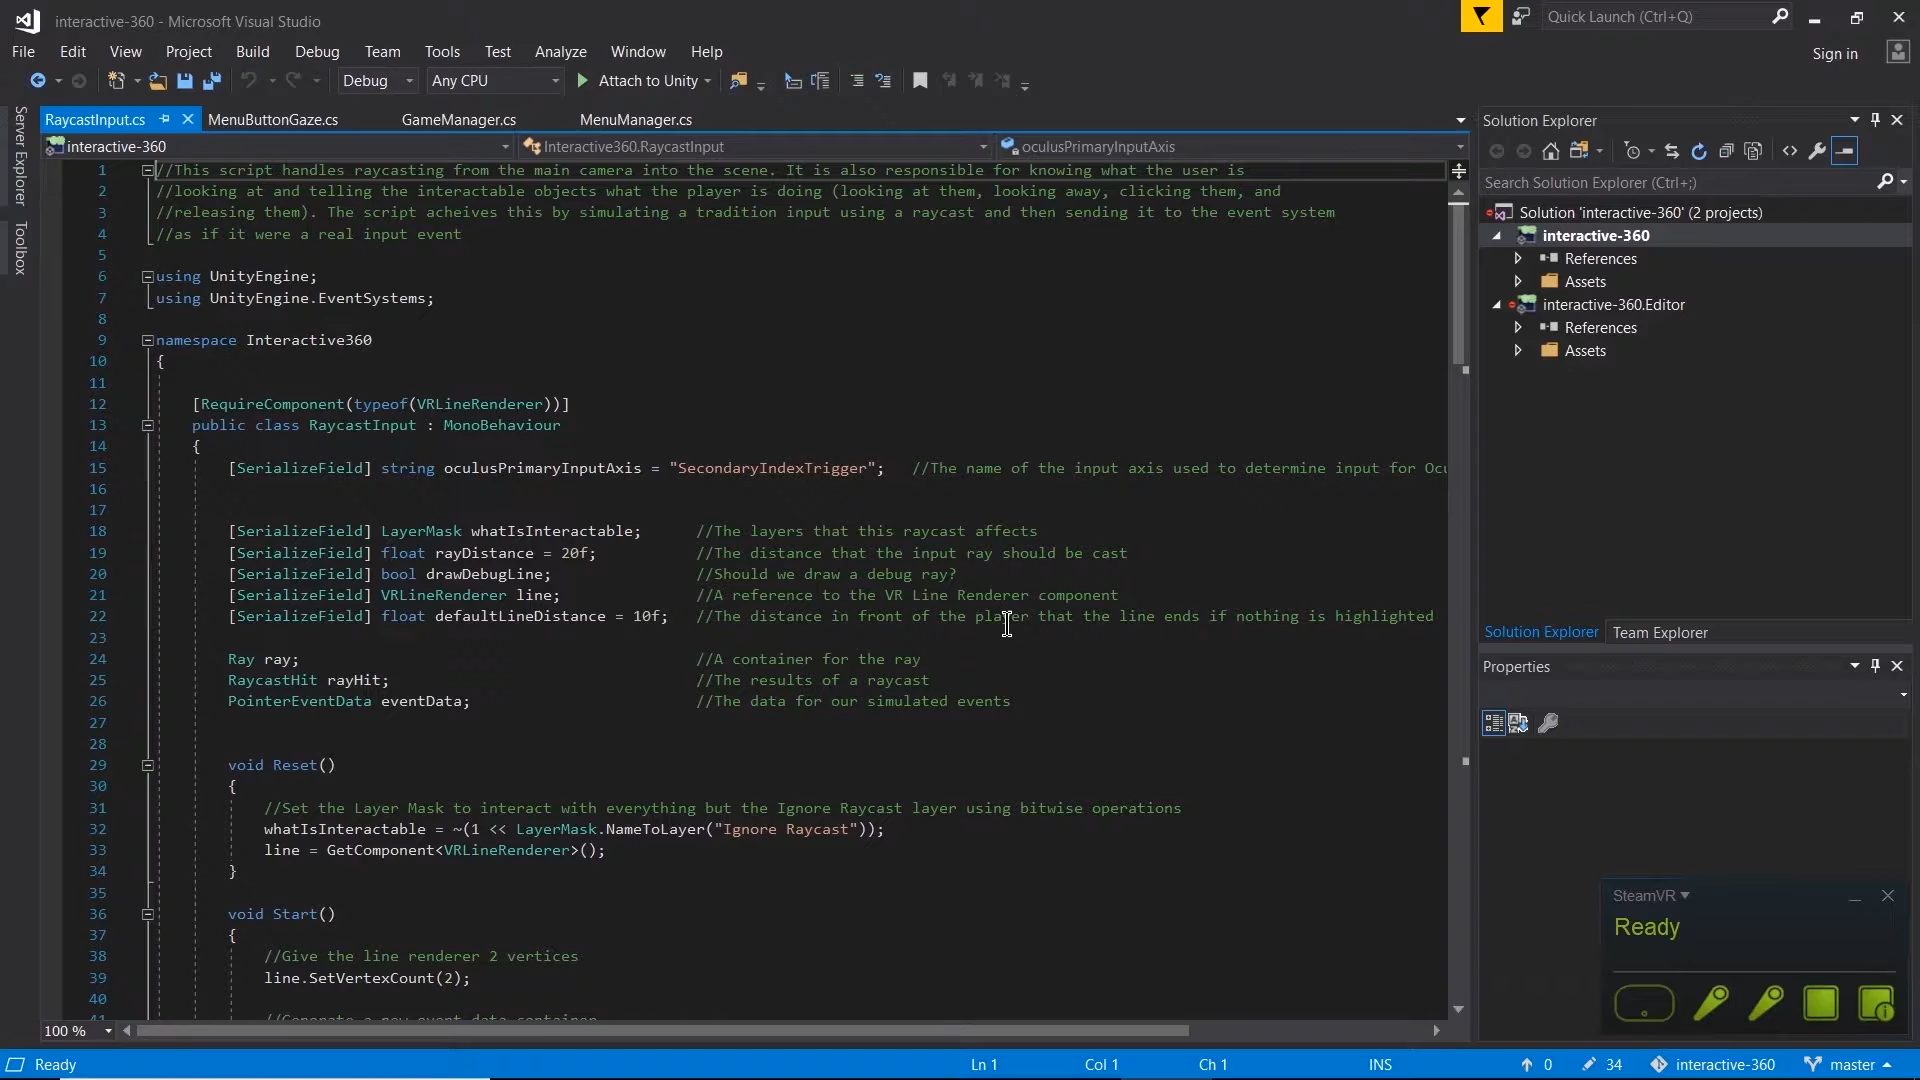 interactive-360 - Microsoft Visual Studio
Quick Launch (Ctrl+Q)
File Edit View Project Build Debug Team Tools Test Analyze Window Help
Sign in
Debug Any CPU Attach to Unity
Server Explorer
Toolbox
RaycastInput.cs MenuButtonGaze.cs GameManager.cs MenuManager.cs
interactive-360 Interactive360.RaycastInput oculusPrimaryInputAxis
1 //This script handles raycasting from the main camera into the scene. It is also responsible for knowing what the user is
2 //looking at and telling the interactable objects what the player is doing (looking at them, looking away, clicking them, and
3 //releasing them). The script acheives this by simulating a tradition input using a raycast and then sending it to the event system
4 //as if it were a real input event
5
6 using UnityEngine;
7 using UnityEngine.EventSystems;
8
9 namespace Interactive360
10 {
11
12 [RequireComponent(typeof(VRLineRenderer))]
13 public class RaycastInput : MonoBehaviour
14 {
15 [SerializeField] string oculusPrimaryInputAxis = "SecondaryIndexTrigger"; //The name of the input axis used to determine input for Ocu
16
17
18 [SerializeField] LayerMask whatIsInteractable; //The layers that this raycast affects
19 [SerializeField] float rayDistance = 20f; //The distance that the input ray should be cast
20 [SerializeField] bool drawDebugLine; //Should we draw a debug ray?
21 [SerializeField] VRLineRenderer line; //A reference to the VR Line Renderer component
22 [SerializeField] float defaultLineDistance = 10f; //The distance in front of the player that the line ends if nothing is highlighted
23
24 Ray ray; //A container for the ray
25 RaycastHit rayHit; //The results of a raycast
26 PointerEventData eventData; //The data for our simulated events
27
28
29 void Reset()
30 {
31 //Set the Layer Mask to interact with everything but the Ignore Raycast layer using bitwise operations
32 whatIsInteractable = ~(1 << LayerMask.NameToLayer("Ignore Raycast"));
33 line = GetComponent<VRLineRenderer>();
34 }
35
36 void Start()
37 {
38 //Give the line renderer 2 vertices
39 line.SetVertexCount(2);
40
100 %
Solution Explorer
Search Solution Explorer (Ctrl+;)
Solution 'interactive-360' (2 projects)
interactive-360
References
Assets
interactive-360.Editor
References
Assets
Solution Explorer Team Explorer
Properties
SteamVR
Ready
Ready Ln 1 Col 1 Ch 1 INS 0 34 interactive-360 master